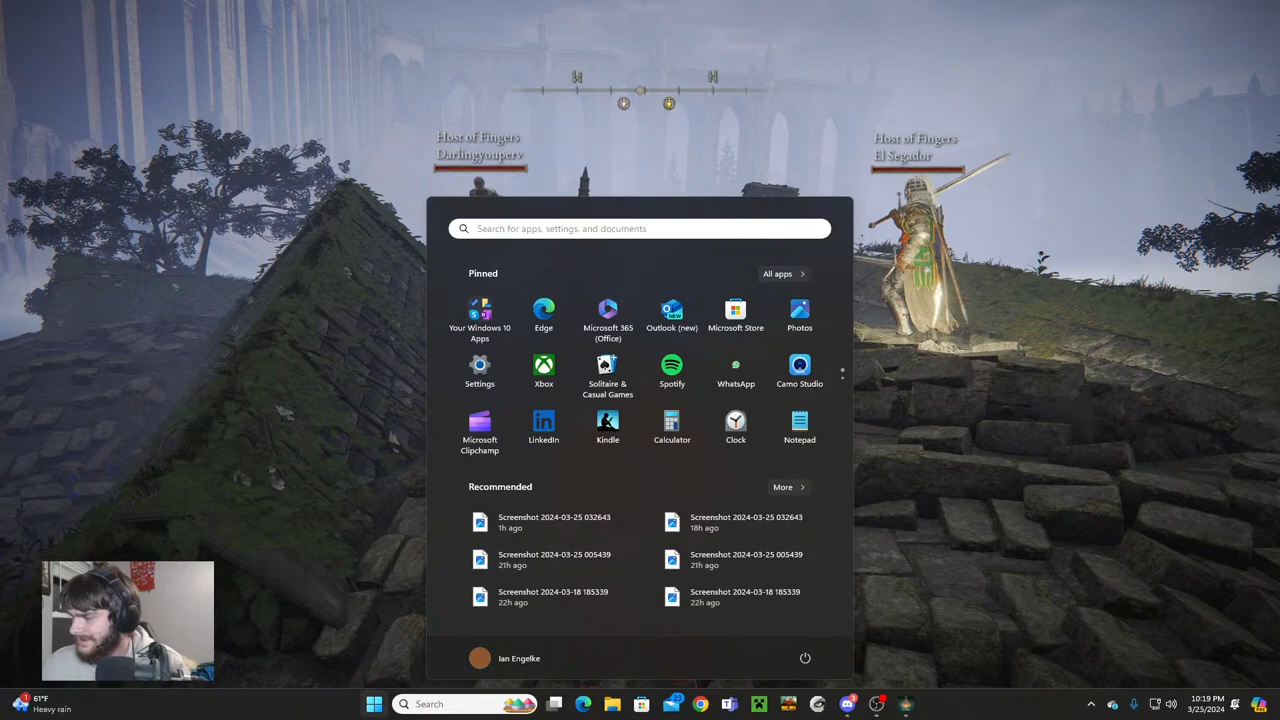 W
N
Host of Fingers
Darlingyouperv
Host of Fingers
El Segador
Search for apps, settings, and documents
Pinned
All apps
Your Windows 10 Apps
Edge
Microsoft 365 (Office)
Outlook (new)
Microsoft Store
Photos
Settings
Xbox
Solitaire & Casual Games
Spotify
WhatsApp
Camo Studio
Microsoft Clipchamp
LinkedIn
Kindle
Calculator
Clock
Notepad
Recommended
More
Screenshot 2024-03-25 032643
1h ago
Screenshot 2024-03-25 032643
18h ago
Screenshot 2024-03-25 005439
21h ago
Screenshot 2024-03-25 005439
21h ago
Screenshot 2024-03-18 185339
22h ago
Screenshot 2024-03-18 185339
22h ago
Ian Engelke
1
61°F
Heavy rain
Search
23
3
10:19 PM
3/25/2024